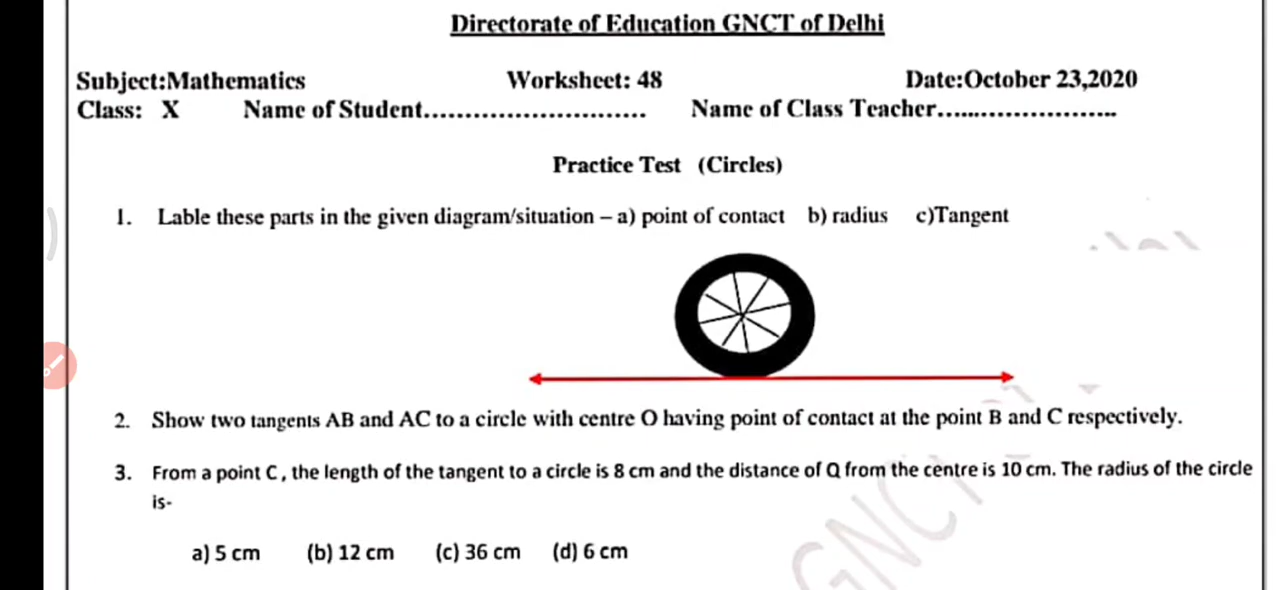 Directorate of Education GNCT of Delhi
Subject:Mathematics Worksheet: 48 Date:October 23,2020
Class: X Name of Student........................... Name of Class Teacher......................
Practice Test (Circles)
1. Lable these parts in the given diagram/situation – a) point of contact b) radius c)Tangent
2. Show two tangents AB and AC to a circle with centre O having point of contact at the point B and C respectively.
3. From a point C , the length of the tangent to a circle is 8 cm and the distance of Q from the centre is 10 cm. The radius of the circle
is-
a) 5 cm (b) 12 cm (c) 36 cm (d) 6 cm
GNCT